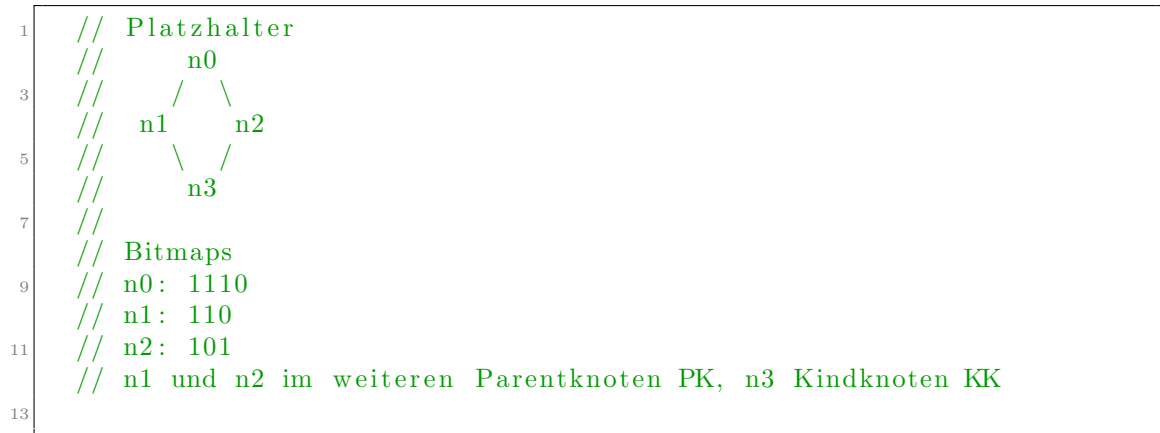 1 // Platzhalter
// n0
3 // / \
// n1 n2
5 // \ /
// n3
7 //
// Bitmaps
9 // n0: 1110
// n1: 110
11 // n2: 101
// n1 und n2 im weiteren Parentknoten PK, n3 Kindknoten KK
13